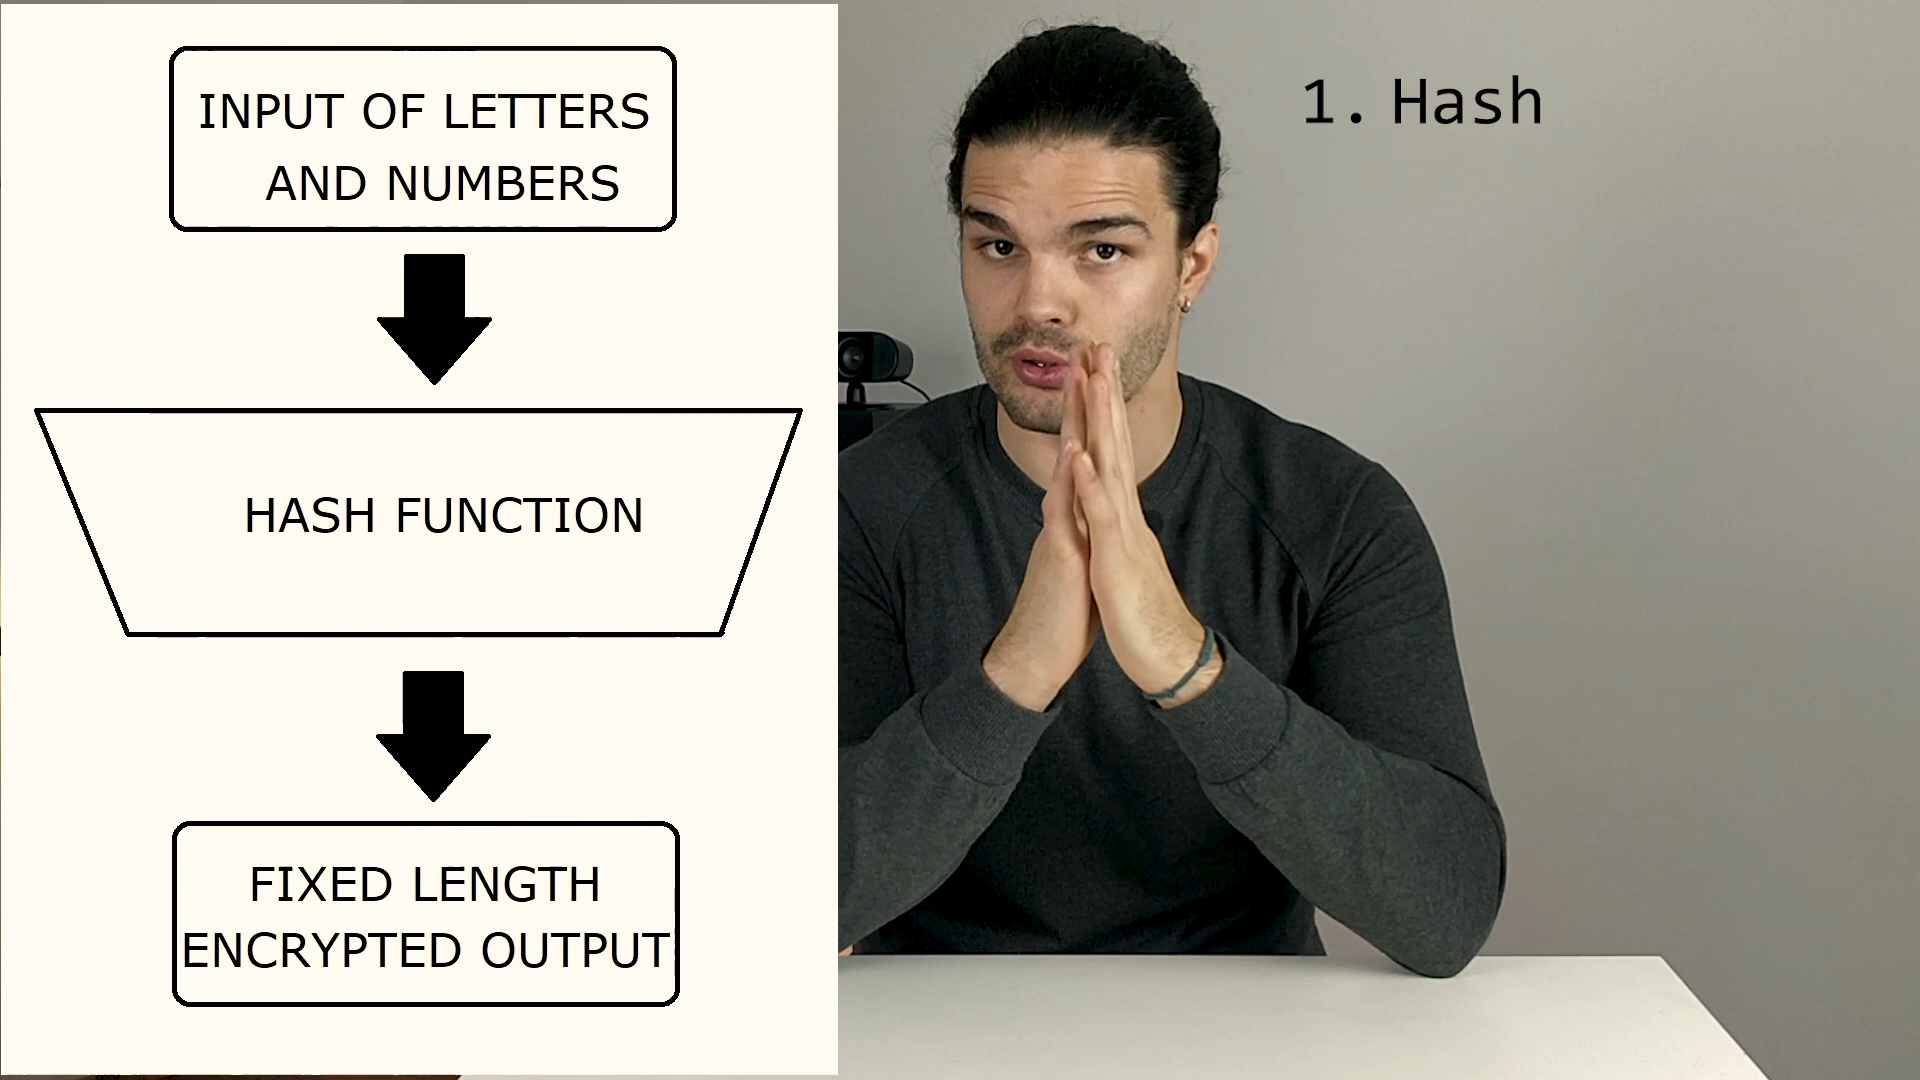 INPUT OF LETTERS
AND NUMBERS
HASH FUNCTION
FIXED LENGTH
ENCRYPTED OUTPUT
1. Hash